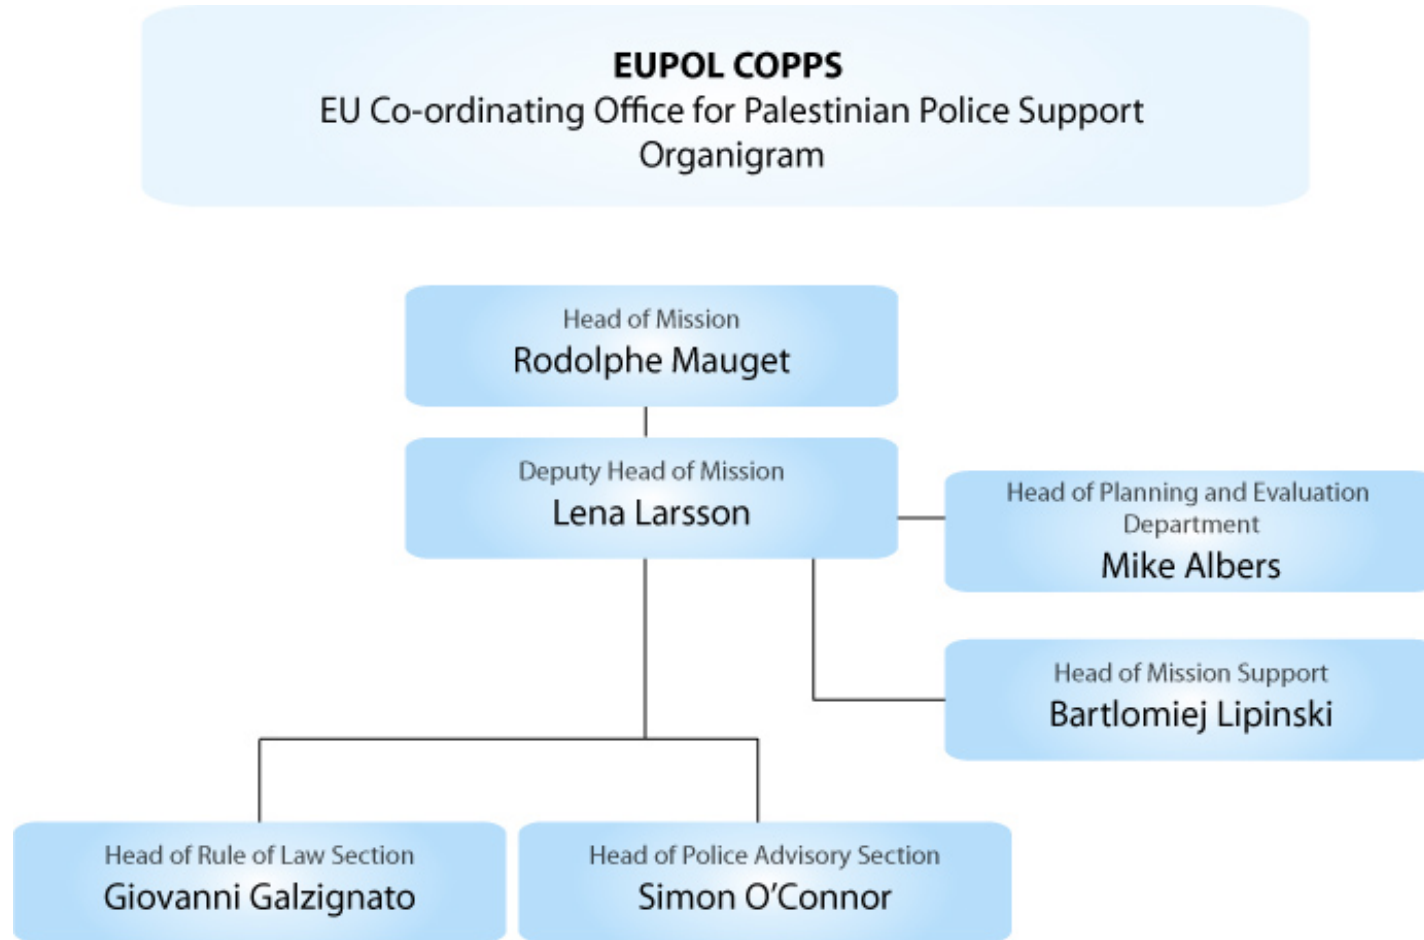 EUPOL COPPS
EU Co-ordinating Office for Palestinian Police Support
Organigram
Head of Mission
Rodolphe Mauget
Deputy Head of Mission
Lena Larsson
Head of Planning and Evaluation
Department
Mike Albers
Head of Mission Support
Bartlomiej Lipinski
Head of Rule of Law Section
Giovanni Galzignato
Head of Police Advisory Section
Simon O’Connor